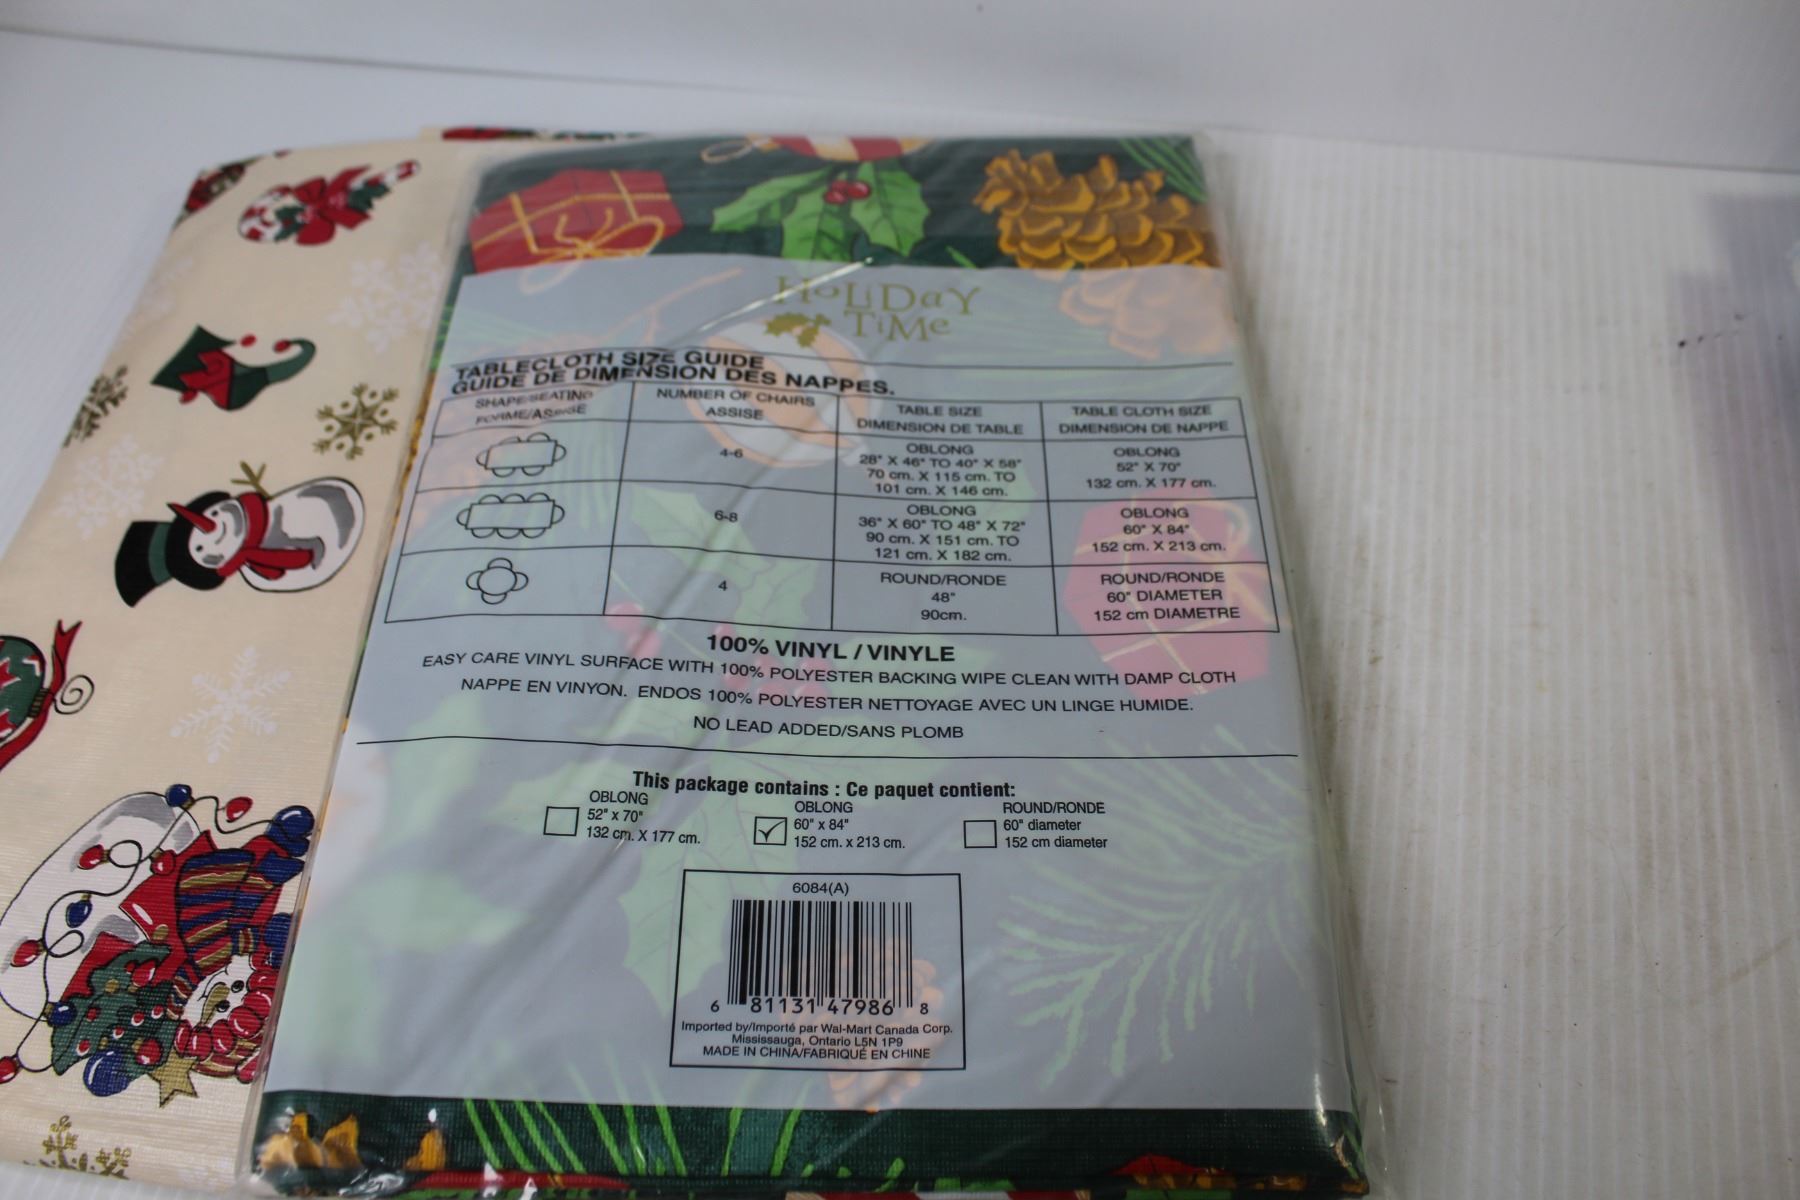 HOLIDAY
TIME
TABLECLOTH SIZE GUIDE
GUIDE DE DIMENSION DES NAPPES.
SHAPE/SEATING
FORME/ASSISE
NUMBER OF CHAIRS
ASSISE
TABLE SIZE
DIMENSION DE TABLE
TABLE CLOTH SIZE
DIMENSION DE NAPPE
4-6
OBLONG
28" X 46" TO 40" X 58"
70 cm. X 115 cm. TO
101 cm. X 146 cm.
OBLONG
52" X 70"
132 cm. X 177 cm.
6-8
OBLONG
36" X 60" TO 48" X 72"
90 cm. X 151 cm. TO
121 cm. X 182 cm.
OBLONG
60" X 84"
152 cm. X 213 cm.
4
ROUND/RONDE
48"
90cm.
ROUND/RONDE
60" DIAMETER
152 cm DIAMETRE
100% VINYL / VINYLE
EASY CARE VINYL SURFACE WITH 100% POLYESTER BACKING WIPE CLEAN WITH DAMP CLOTH
NAPPE EN VINYON. ENDOS 100% POLYESTER NETTOYAGE AVEC UN LINGE HUMIDE.
NO LEAD ADDED/SANS PLOMB
This package contains : Ce paquet contient:
OBLONG
52" x 70"
132 cm. X 177 cm.
OBLONG
60" x 84"
152 cm. x 213 cm.
ROUND/RONDE
60" diameter
152 cm diameter
6084(A)
6 81131 47986 8
Imported by/Importé par Wal-Mart Canada Corp.
Mississauga, Ontario L5N 1P9
MADE IN CHINA/FABRIQUÉ EN CHINE